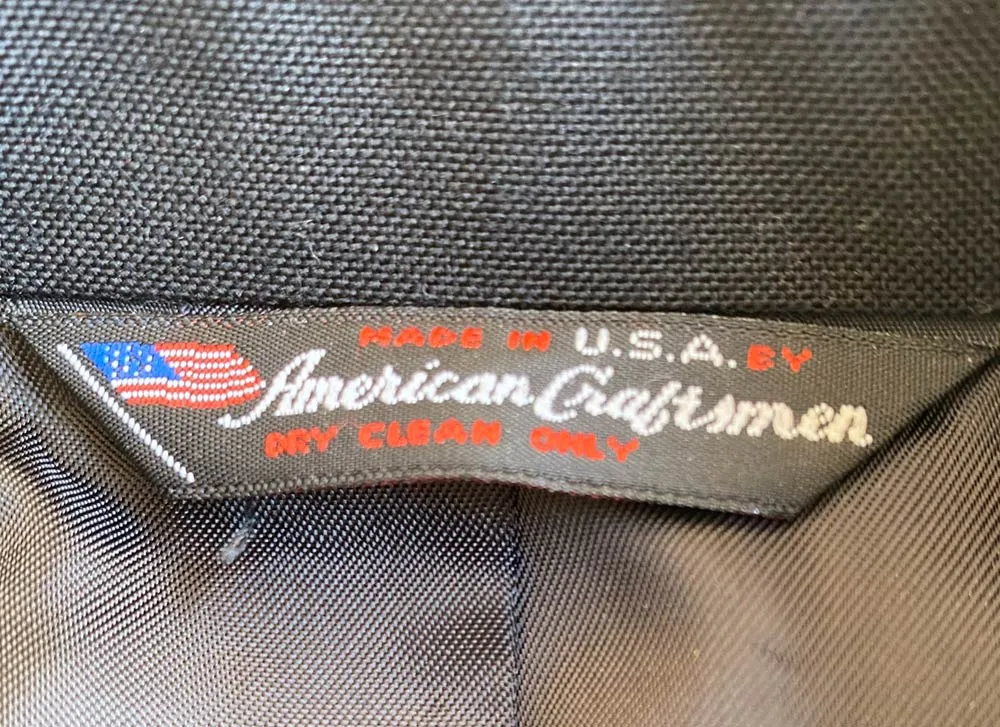 MADE IN U.S.A. BY
American Craftsmen
DRY CLEAN ONLY